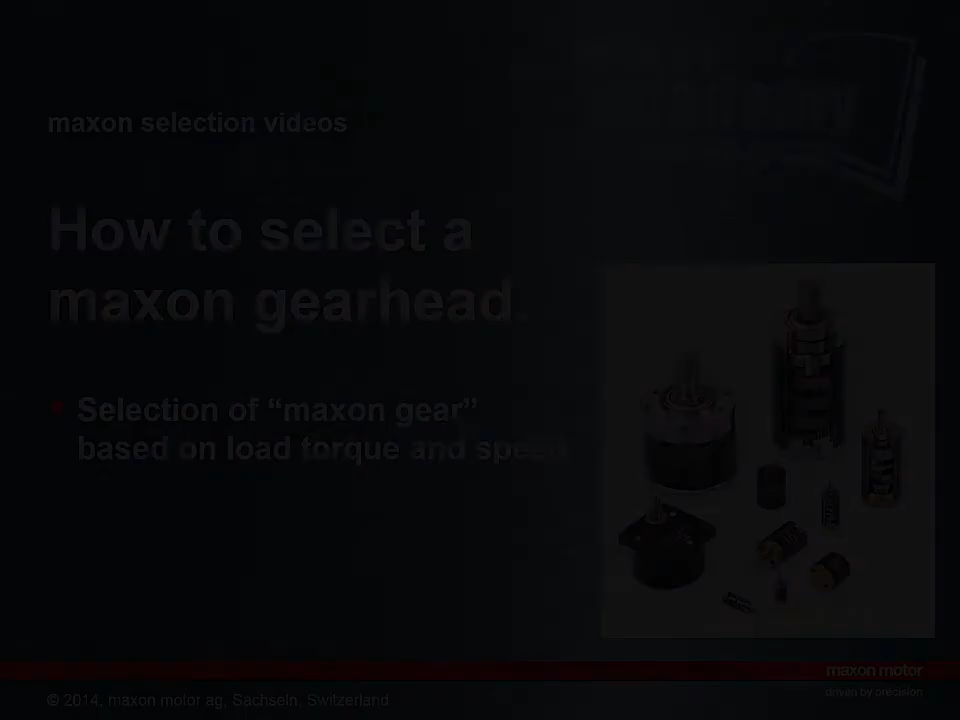 maxon selection videos
How to select a
maxon gearhead.
Selection of “maxon gear”
based on load torque and speed
maxon motor
driven by precision
© 2014, maxon motor ag, Sachseln, Switzerland